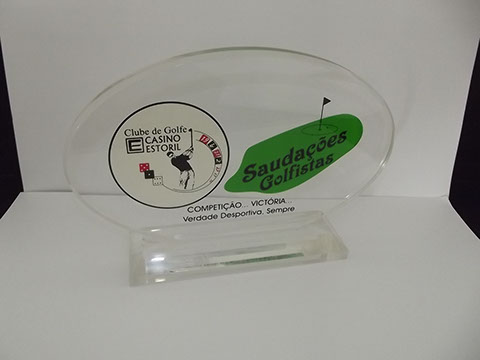 Clube de Golfe
E CASINO
ESTORIL
Saudações
Golfistas
COMPETIÇÃO... VICTÓRIA...
Verdade Desportiva, Sempre